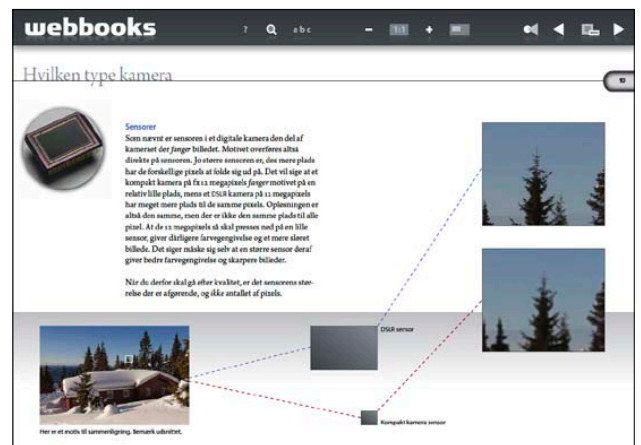 webbooks
? abc − 1:1 +
Hvilken type kamera
10
Sensorer
Som nævnt er sensoren i et digitale kamera den del af
kameraet der fanger billedet. Motivet overføres altså
direkte på sensoren. Jo større sensoren er, des mere plads
har de forskellige pixels at folde sig ud på. Det vil sige at et
kompakt kamera på fx 12 megapixels fanger motivet på en
relativ lille plads, mens et DSLR kamera på 12 megapixels
har meget mere plads til de samme pixels. Opløsningen er
altså den samme, men der er ikke den samme plads til alle
pixel. At de 12 megapixels så skal presses ned på en lille
sensor, giver dårligere farvegengivelse og et mere sløret
billede. Det siger måske sig selv at en større sensor deraf
giver bedre farvegengivelse og skarpere billeder.
Når du derfor skal gå efter kvalitet, er det sensorens stør-
relse der er afgørende, og ikke antallet af pixels.
DSLR sensor
Kompakt kamera sensor
Her er et motiv til sammenligning. Bemærk udsnittet.